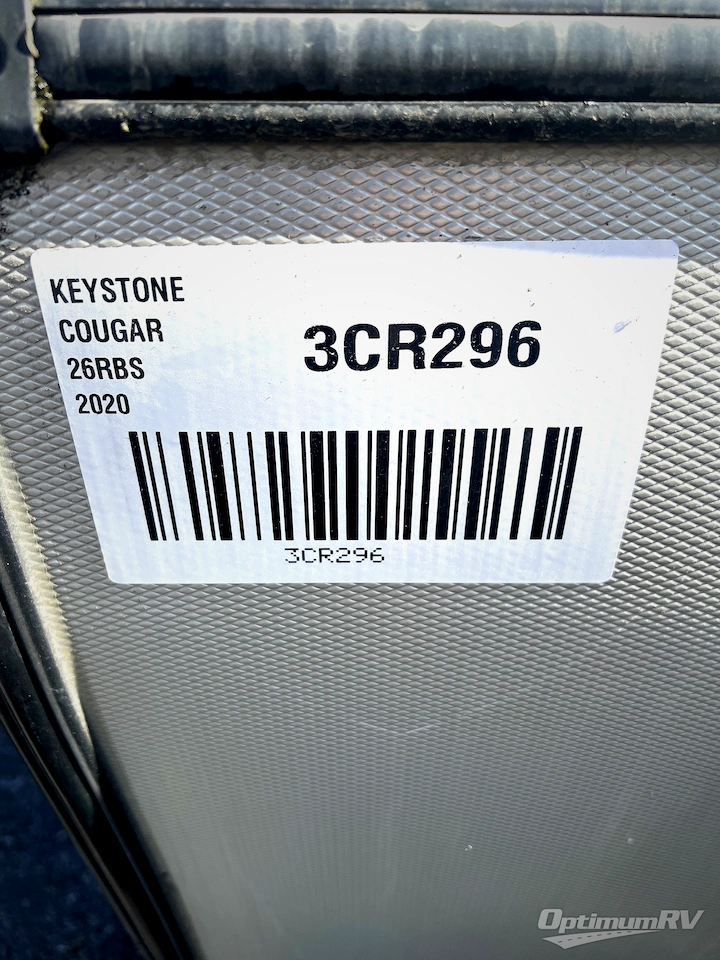 KEYSTONE
COUGAR
26RBS
2020
3CR296
3CR296
OptimumRV